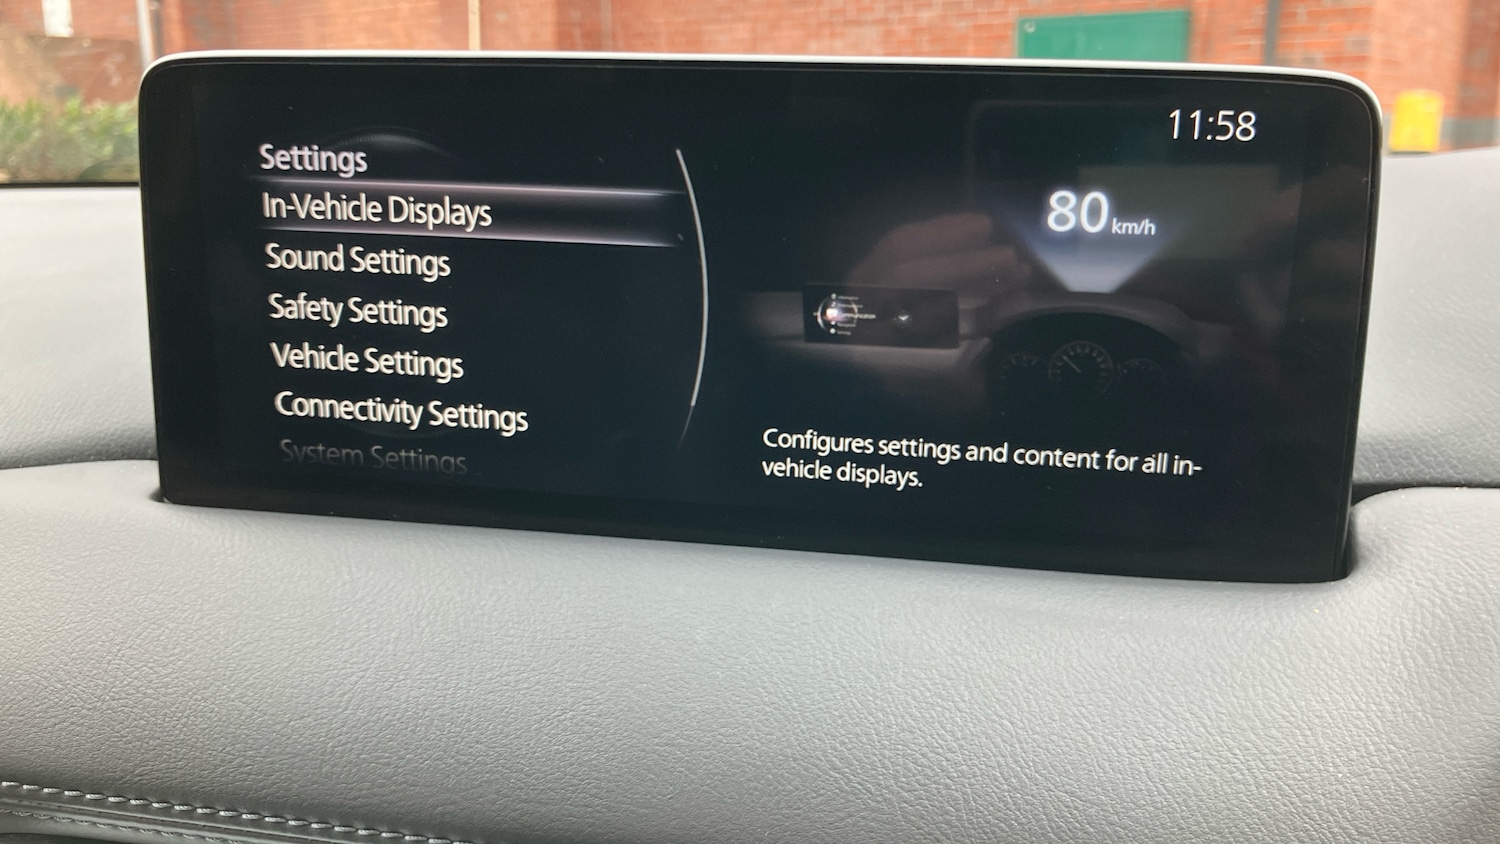 11:58
Settings
In-Vehicle Displays
Sound Settings
Safety Settings
Vehicle Settings
Connectivity Settings
System Settings
80 km/h
Communication
Configures settings and content for all in-
vehicle displays.